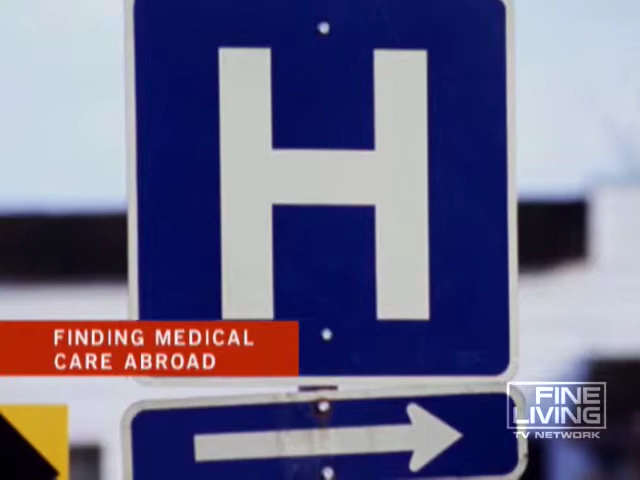 H
FINDING MEDICAL
CARE ABROAD
FINE
LIVING
TV NETWORK